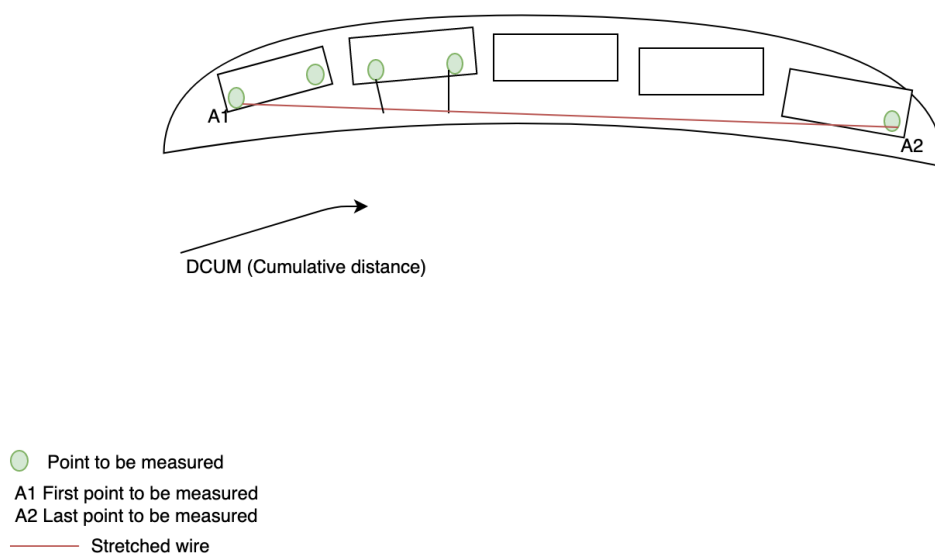 A1
A2
DCUM (Cumulative distance)
Point to be measured
A1 First point to be measured
A2 Last point to be measured
Stretched wire